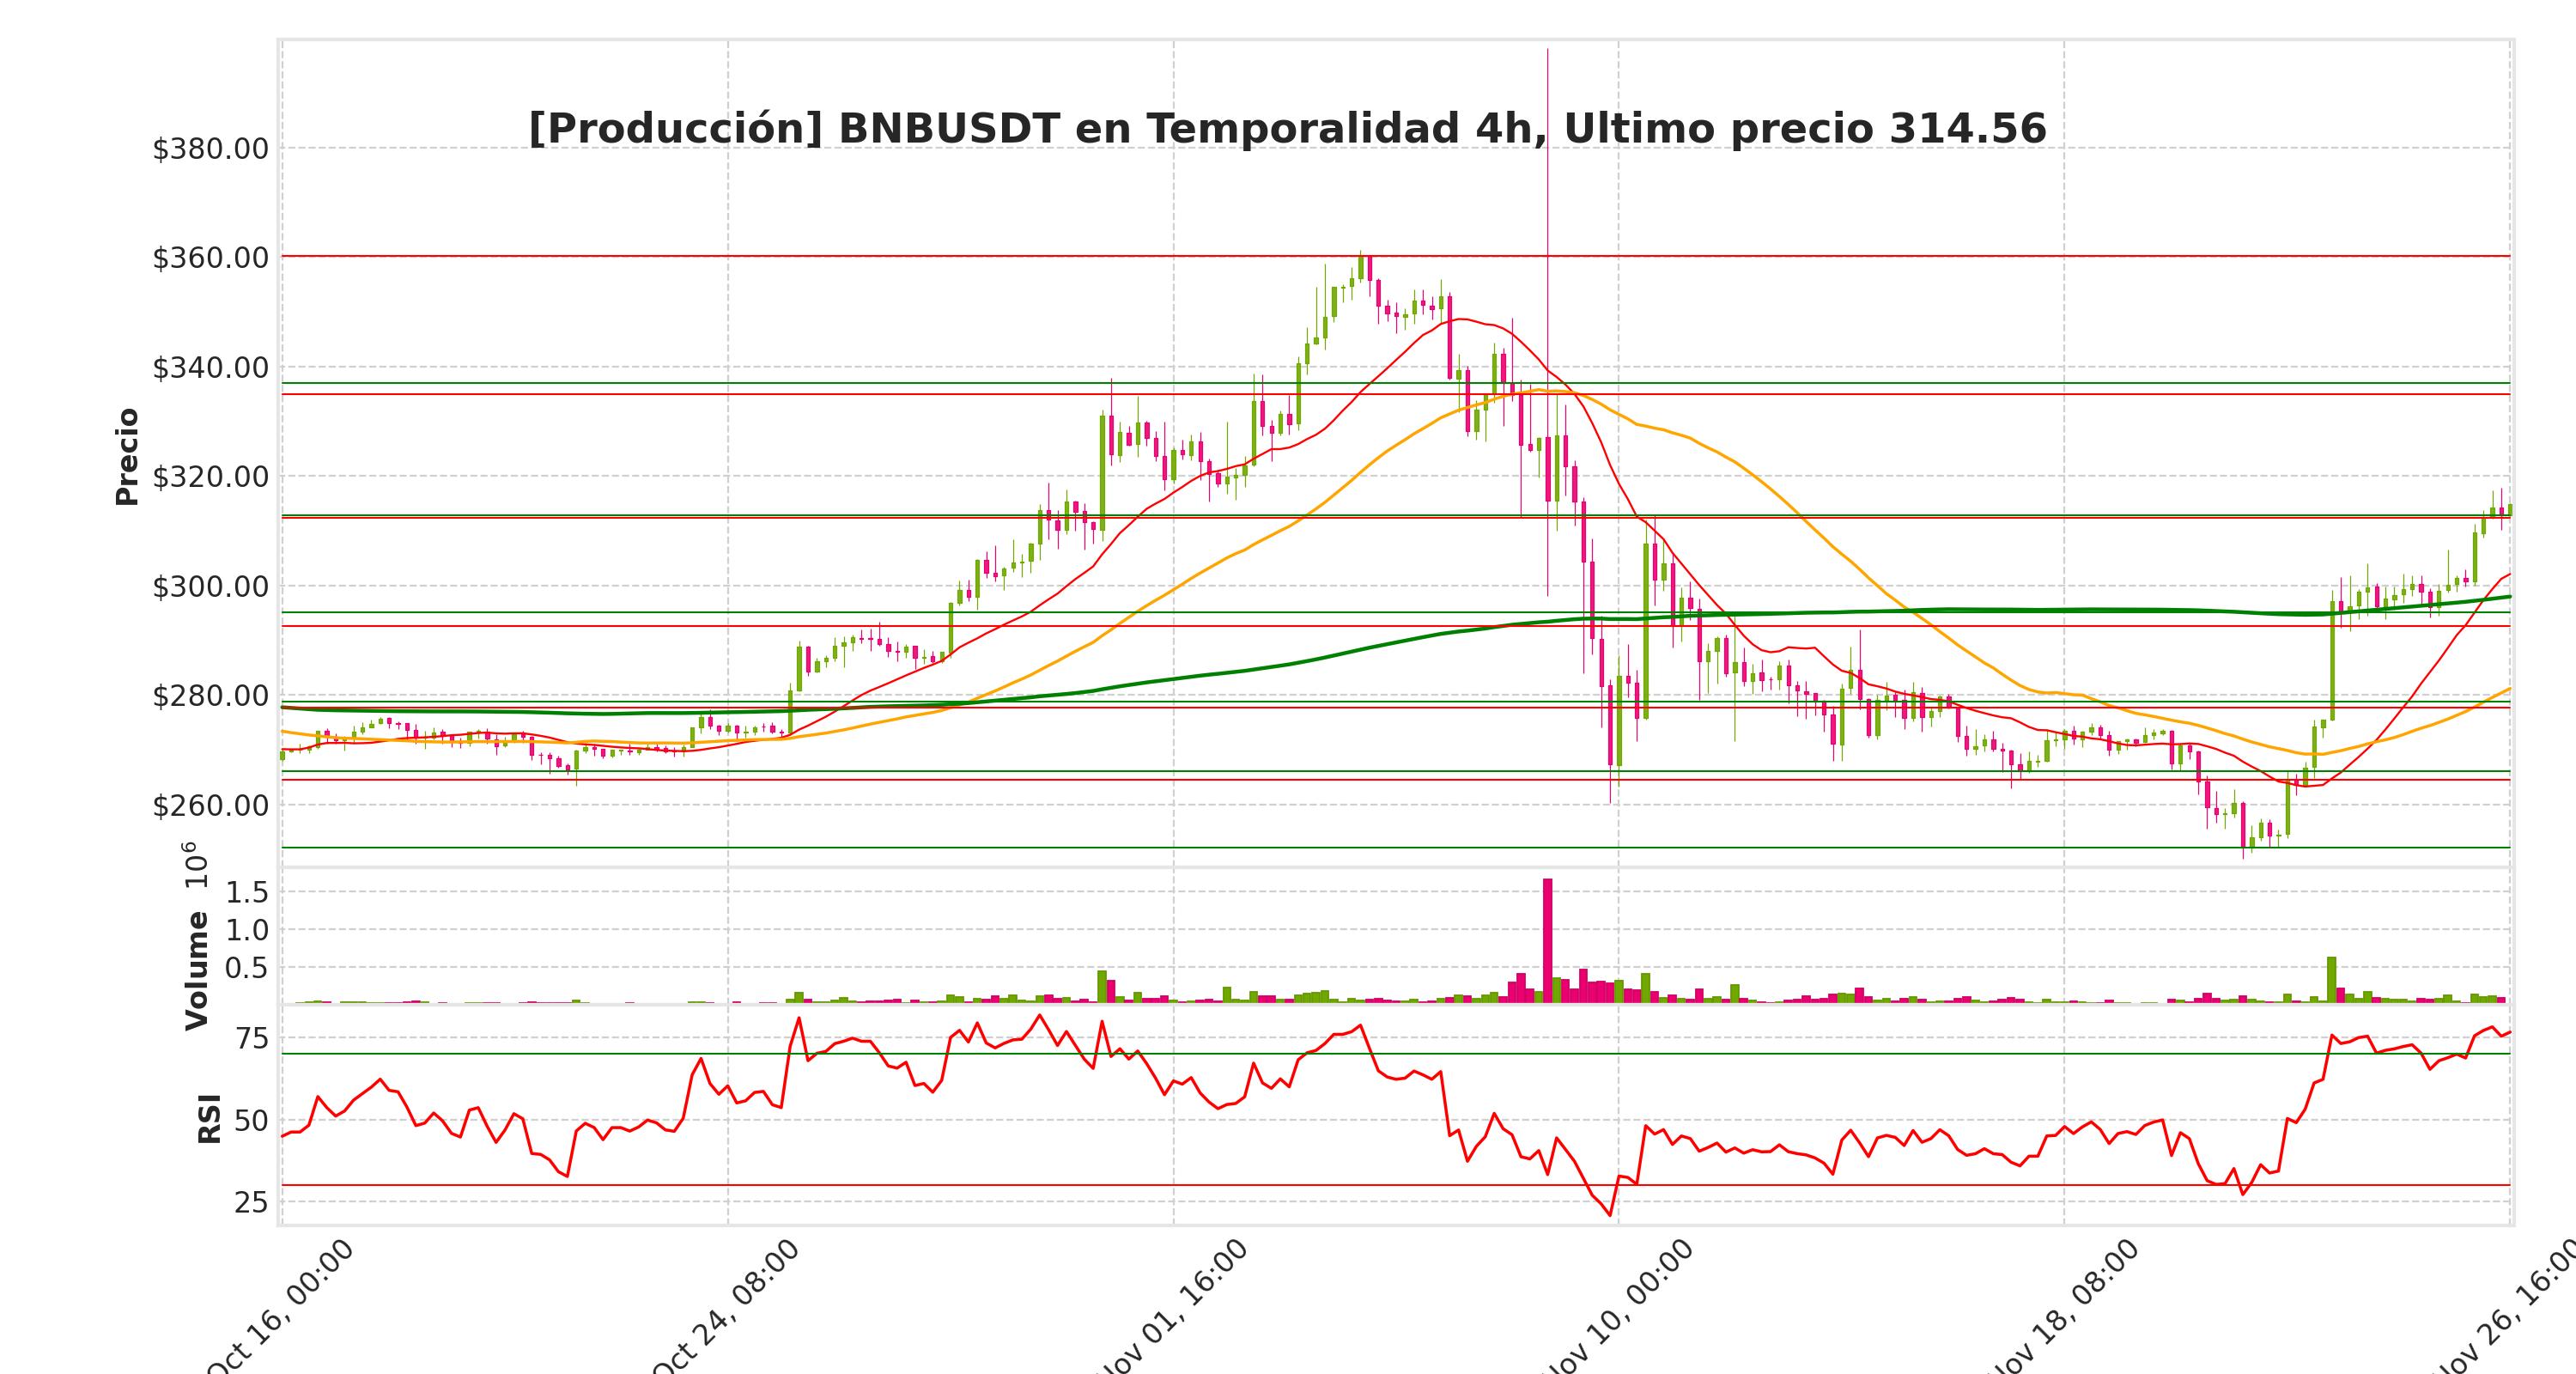 [Producción] BNBUSDT en Temporalidad 4h, Ultimo precio 314.56
Precio
$380.00
$360.00
$340.00
$320.00
$300.00
$280.00
$260.00
Volume 10⁶
1.5
1.0
0.5
RSI
75
50
25
Oct 16, 00:00
Oct 24, 08:00
Nov 01, 16:00
Nov 10, 00:00
Nov 18, 08:00
Nov 26, 16:00